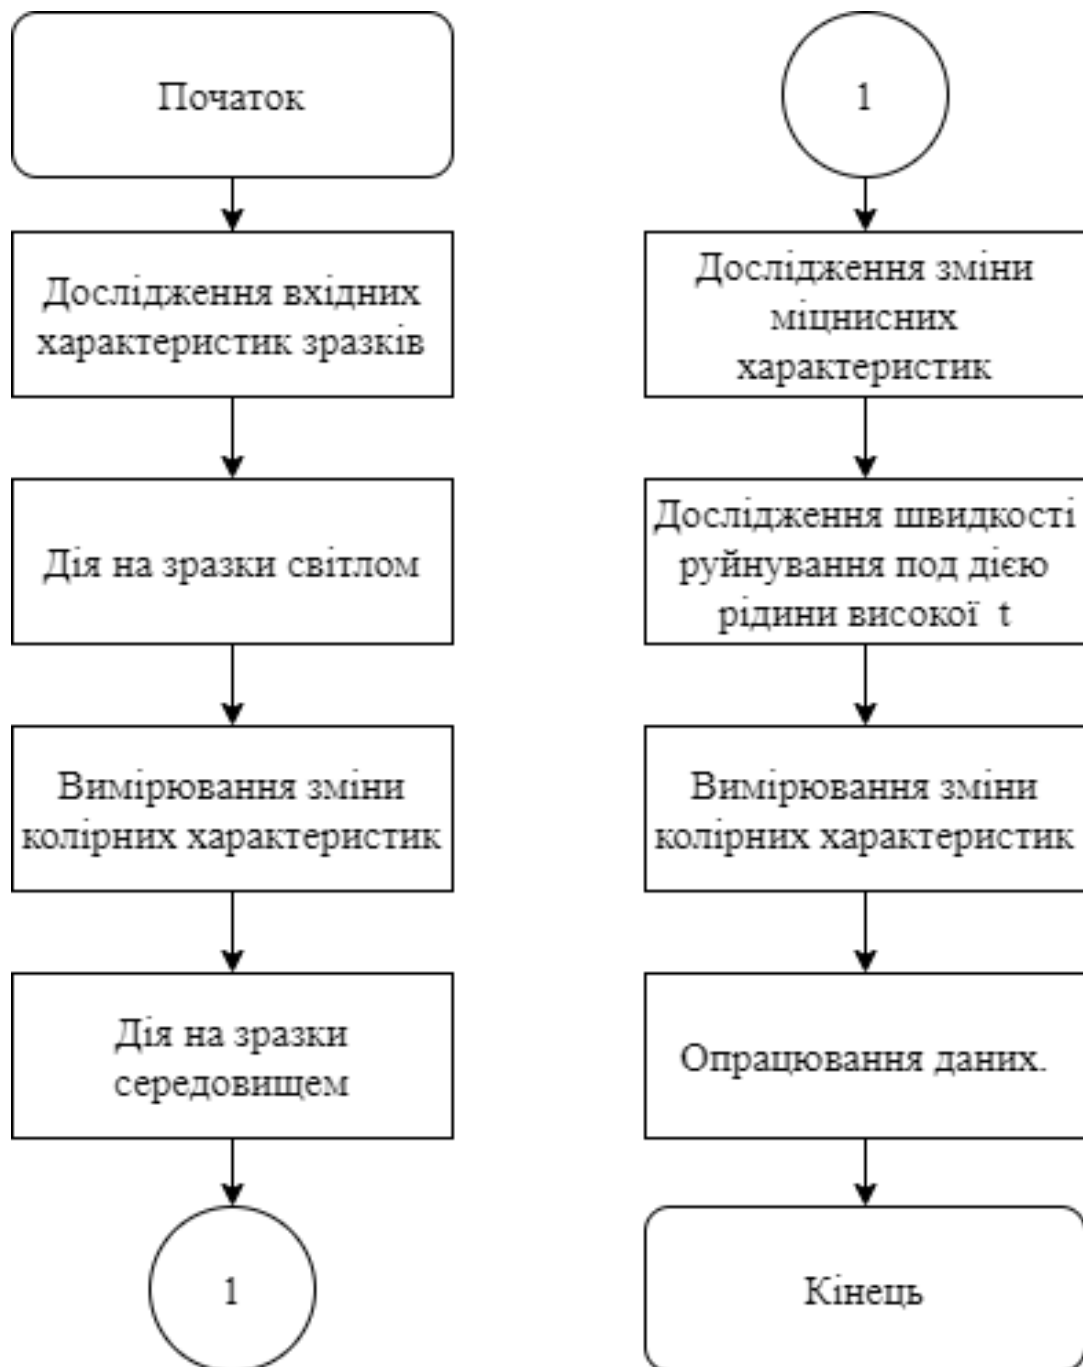 Початок
Дослідження вхідних
характеристик зразків
Дія на зразки світлом
Вимірювання зміни
колірних характеристик
Дія на зразки
середовищем
1
1
Дослідження зміни
міцнисних
характеристик
Дослідження швидкості
руйнування под дією
рідини високої t
Вимірювання зміни
колірних характеристик
Опрацювання даних.
Кінець